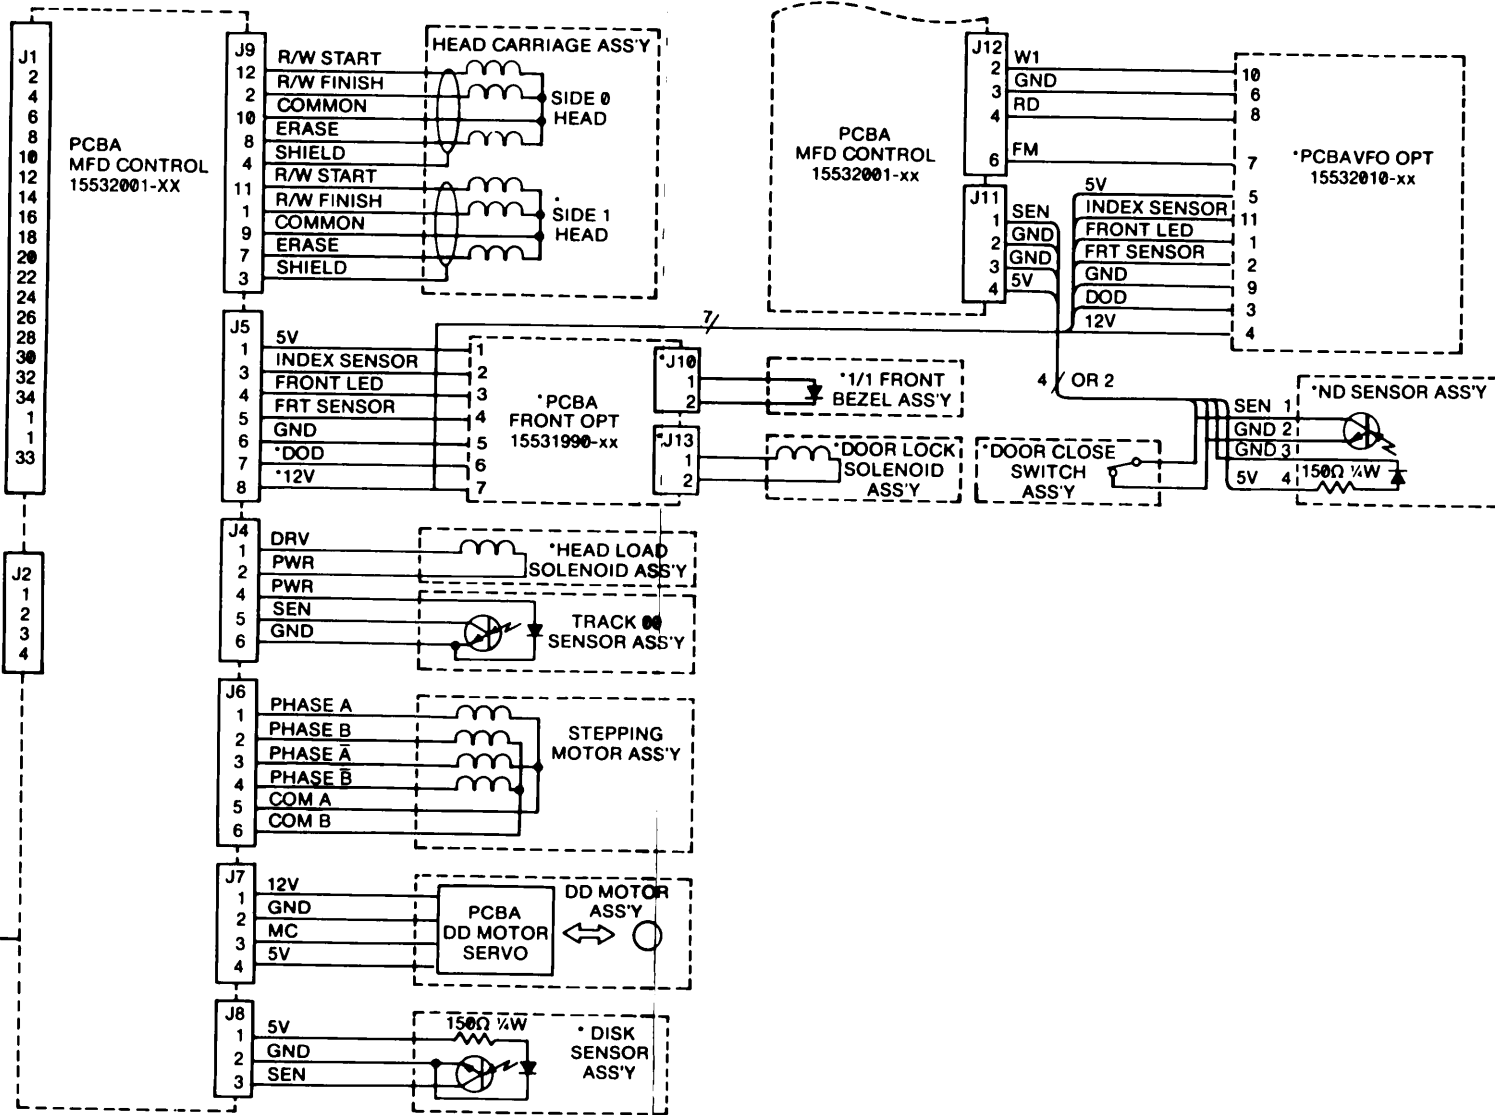 J1
2
4
6
8
10
12
14
16
18
20
22
24
26
28
30
32
34
1
1
33
J2
1
2
3
4
PCBA
MFD CONTROL
15532001-XX
J9
12 R/W START
2 R/W FINISH
10 COMMON
8 ERASE
4 SHIELD
11 R/W START
1 R/W FINISH
9 COMMON
7 ERASE
3 SHIELD
HEAD CARRIAGE ASS'Y
SIDE 0
HEAD
*
SIDE 1
HEAD
J5
1 5V 1
3 INDEX SENSOR 2
4 FRONT LED 3
5 FRT SENSOR 4
6 GND 5
7 *DOD 6
8 *12V 7
*PCBA
FRONT OPT
15531990-xx
7
*J10
1
2
*1/1 FRONT
BEZEL ASS'Y
*J13
1
2
*DOOR LOCK
SOLENOID
ASS'Y
J4
1 DRV
2 PWR
4 PWR
5 SEN
6 GND
*HEAD LOAD
SOLENOID ASS'Y
TRACK 00
SENSOR ASS'Y
J6
1 PHASE A
2 PHASE B
3 PHASE A̅
4 PHASE B̅
5 COM A
6 COM B
STEPPING
MOTOR ASS'Y
J7
1 12V
2 GND
3 MC
4 5V
PCBA
DD MOTOR
SERVO
DD MOTOR
ASS'Y
J8
1 5V
2 GND
3 SEN
150Ω ¼W
* DISK
SENSOR
ASS'Y
PCBA
MFD CONTROL
15532001-xx
J12
2 W1 10
3 GND 6
4 RD 8
6 FM 7
J11
1 SEN
2 GND
3 GND
4 5V
5V 5
INDEX SENSOR 11
FRONT LED 1
FRT SENSOR 2
GND 9
DOD 3
12V 4
*PCBAVFO OPT
15532010-xx
4/ OR 2
*DOOR CLOSE
SWITCH
ASS'Y
*ND SENSOR ASS'Y
SEN 1
GND 2
GND 3
5V 4
150Ω ¼W